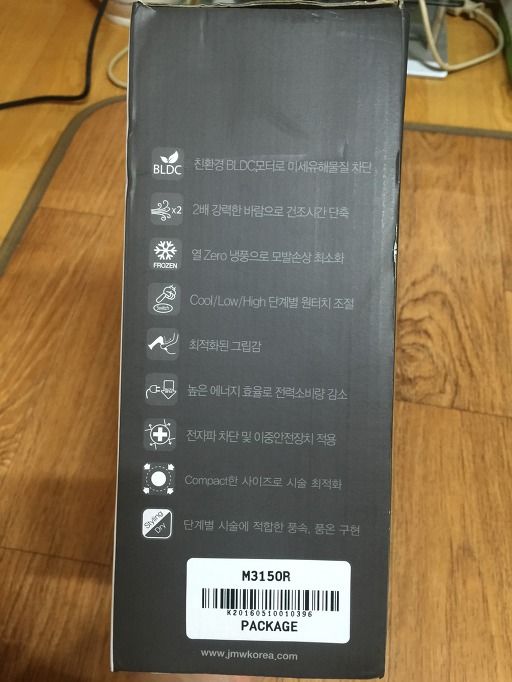 BLDC 친환경 BLDC모터로 미세유해물질 차단
x2 2배 강력한 바람으로 건조시간 단축
FROZEN 열 Zero 냉풍으로 모발손상 최소화
Switch Cool/Low/High 단계별 원터치 조절
최적화된 그립감
높은 에너지 효율로 전력소비량 감소
전자파 차단 및 이중안전장치 적용
Compact한 사이즈로 시술 최적화
Styling Dry 단계별 시술에 적합한 풍속, 풍온 구현
M3150R
K20160510010396
PACKAGE
www.jmwkorea.com